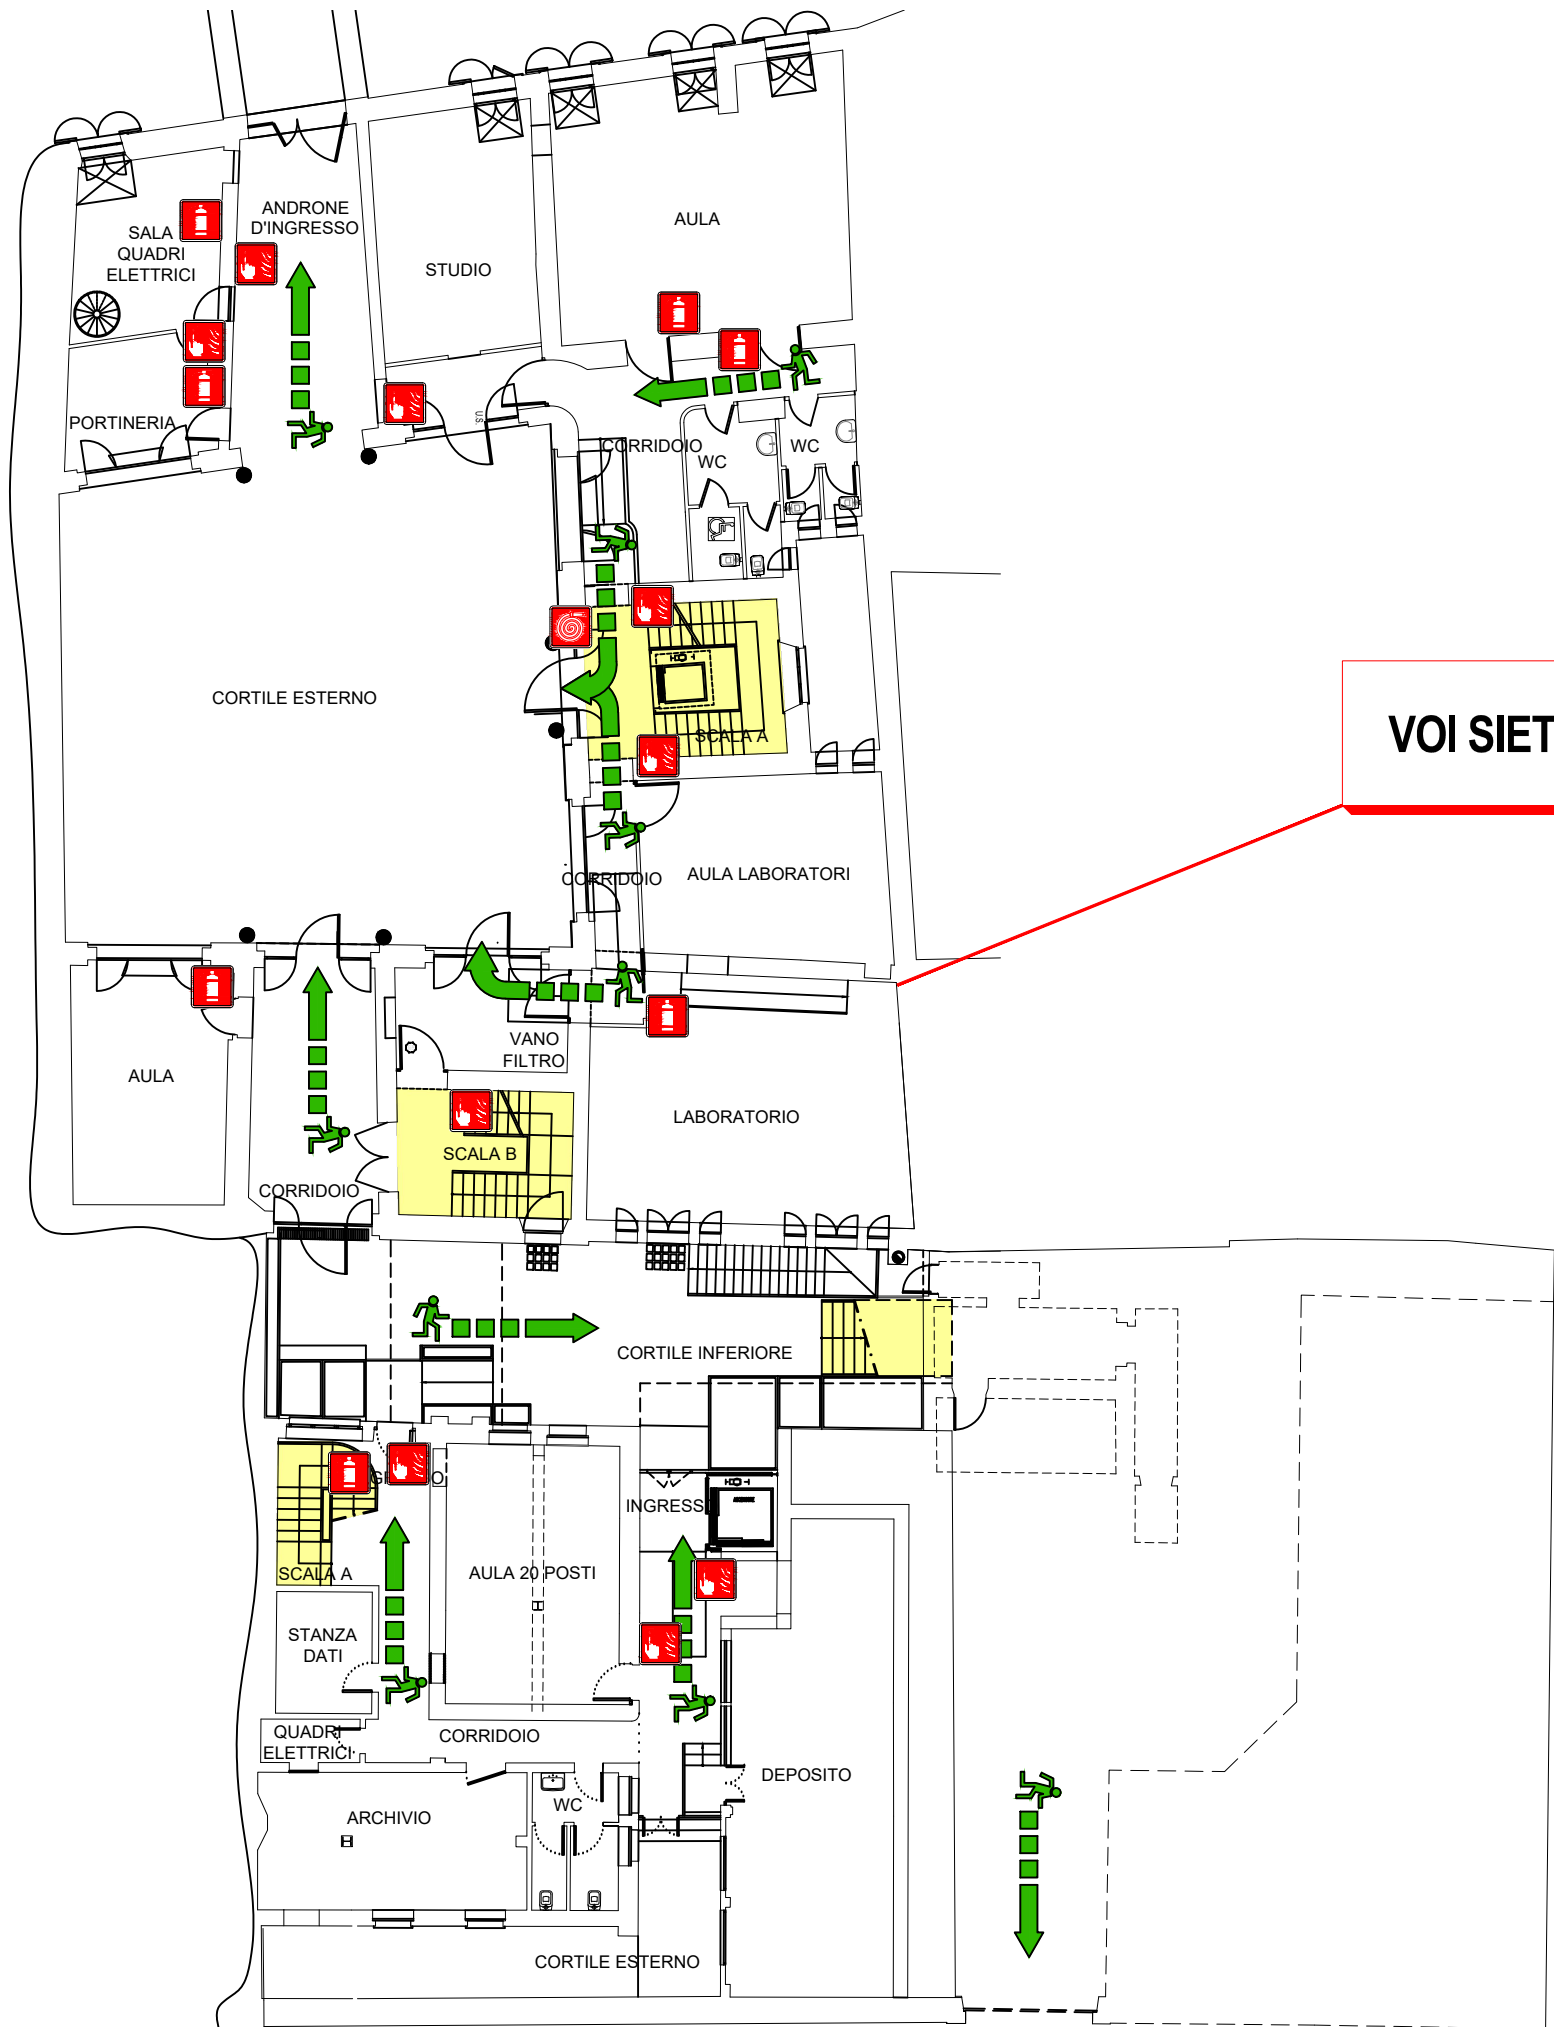 ANDRONE
D'INGRESSO
SALA
QUADRI
ELETTRICI
STUDIO
AULA
PORTINERIA
U.S.
CORRIDOIO
WC
WC
CORTILE ESTERNO
SCALA A
VOI SIET
CORRIDOIO
AULA LABORATORI
VANO
FILTRO
AULA
LABORATORIO
SCALA B
CORRIDOIO
CORTILE INFERIORE
INGRESS
SCALA A
AULA 20 POSTI
STANZA
DATI
QUADRI
ELETTRICI
CORRIDOIO
DEPOSITO
ARCHIVIO
WC
CORTILE ESTERNO